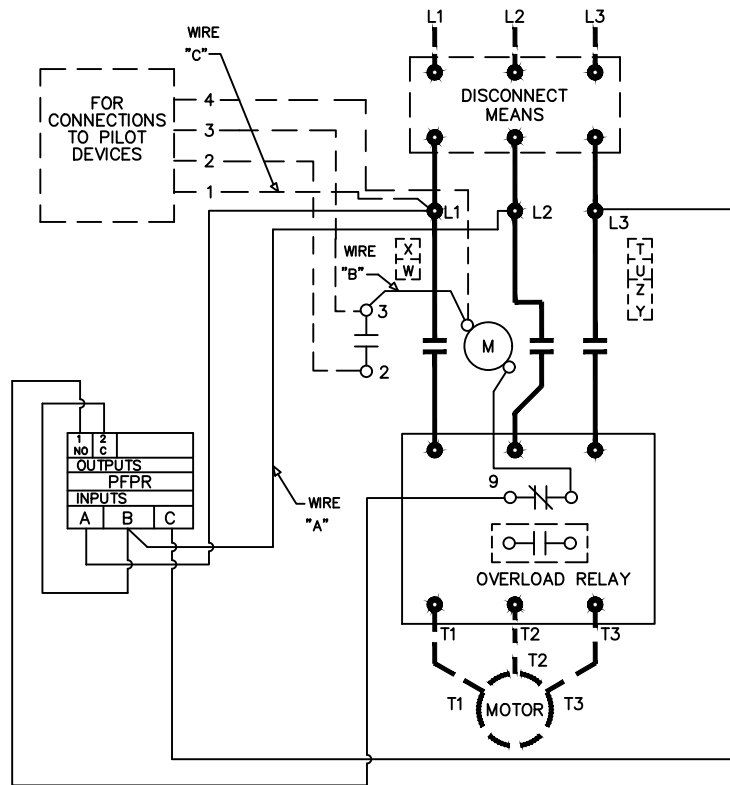 L1 L2 L3
WIRE
"C"
FOR
CONNECTIONS
TO PILOT
DEVICES
4
3
2
1
DISCONNECT
MEANS
L1
L2
L3
WIRE
"B"
X
W
T
U
Z
Y
3
2
M
1
NO
2
C
OUTPUTS
PFPR
INPUTS
A B C
WIRE
"A"
9
OVERLOAD RELAY
T1 T2 T3
T2
T1 MOTOR T3